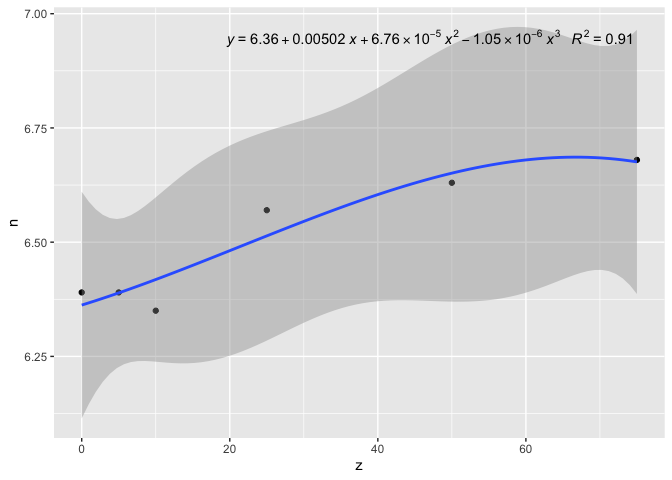 7.00
y = 6.36 + 0.00502 x + 6.76 × 10⁻⁵ x² − 1.05 × 10⁻⁶ x³ R² = 0.91
6.75
n
6.50
6.25
0 20 40 60
z